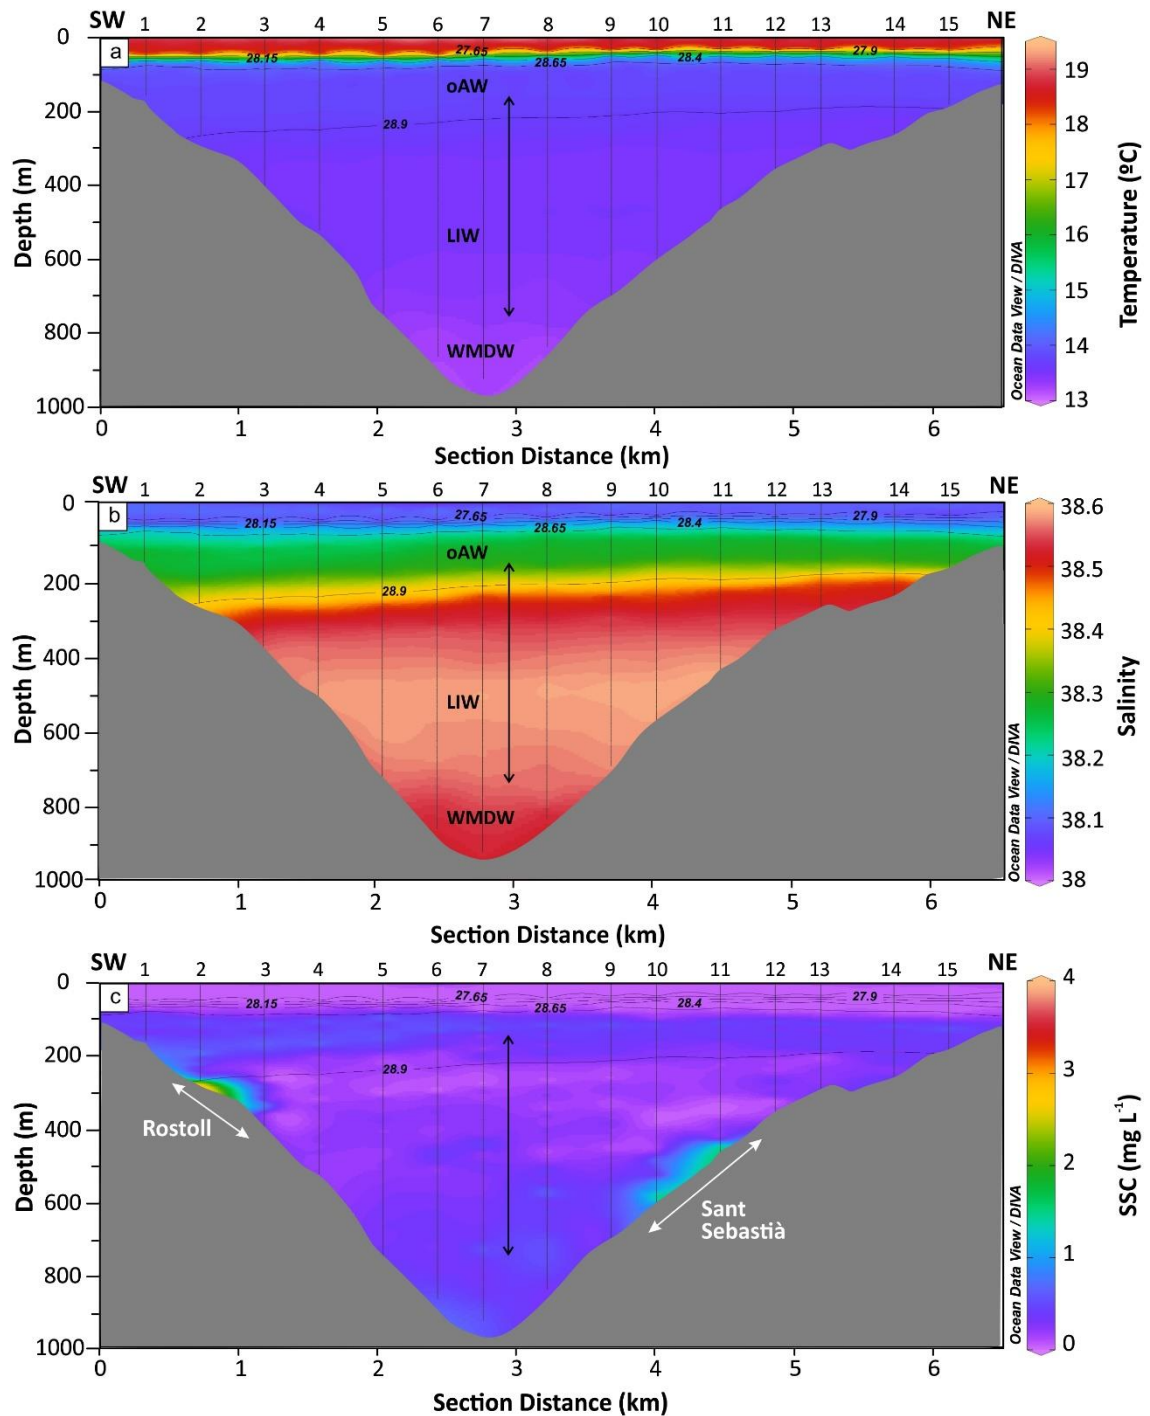 SW 1 2 3 4 5 6 7 8 9 10 11 12 13 14 15 NE
a
0
200
400
600
800
1000
28.15 27.65 28.65 28.4 27.9
oAW
28.9
LIW
WMDW
Depth (m)
0 1 2 3 4 5 6
Section Distance (km)
Ocean Data View / DIVA
19
18
17
16
15
14
13
Temperature (ºC)
SW 1 2 3 4 5 6 7 8 9 10 11 12 13 14 15 NE
b
0
200
400
600
800
1000
28.15 27.65 28.65 28.4 27.9
oAW
28.9
LIW
WMDW
Depth (m)
0 1 2 3 4 5 6
Section Distance (km)
Ocean Data View / DIVA
38.6
38.5
38.4
38.3
38.2
38.1
38
Salinity
SW 1 2 3 4 5 6 7 8 9 10 11 12 13 14 15 NE
c
0
200
400
600
800
1000
28.15 27.65 28.65 28.4 27.9
28.9
Rostoll
Sant
Sebastià
Depth (m)
0 1 2 3 4 5 6
Section Distance (km)
Ocean Data View / DIVA
4
3
2
1
0
SSC (mg L⁻¹)